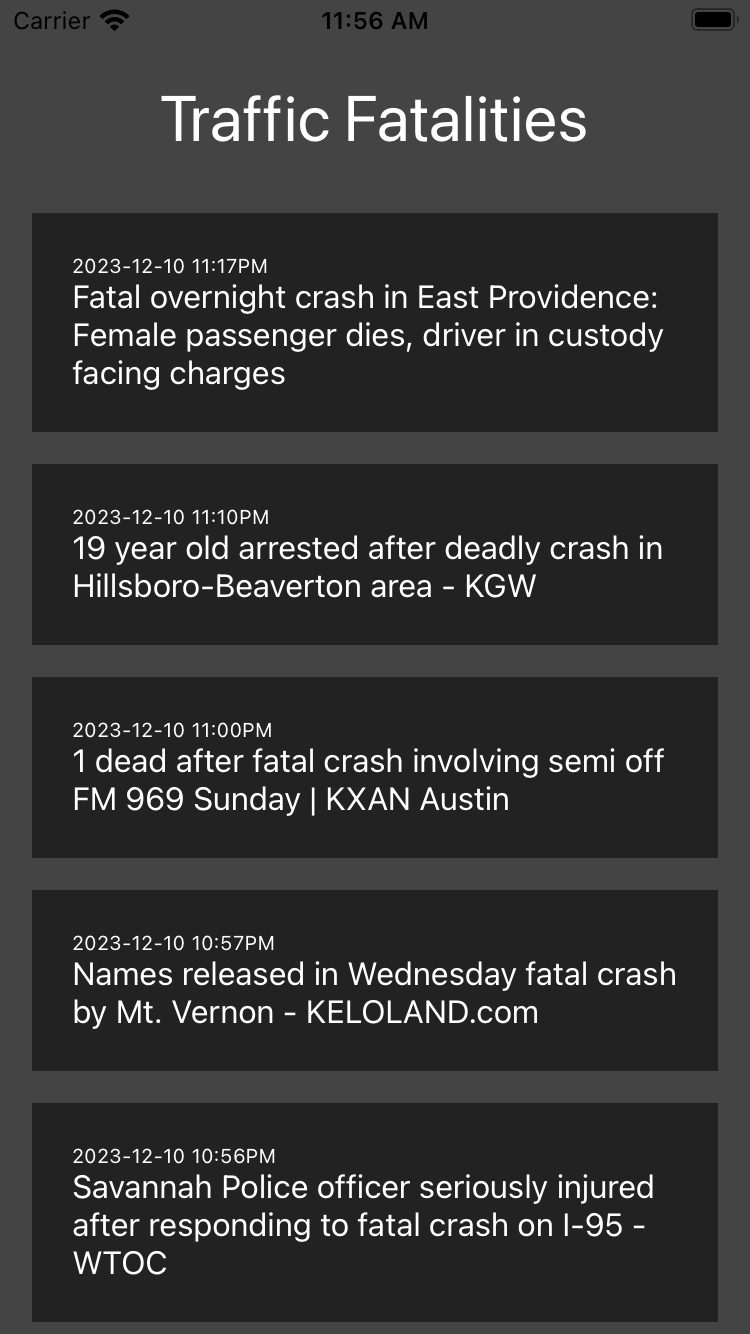 Carrier 11:56 AM
Traffic Fatalities
2023-12-10 11:17PM
Fatal overnight crash in East Providence:
Female passenger dies, driver in custody
facing charges
2023-12-10 11:10PM
19 year old arrested after deadly crash in
Hillsboro-Beaverton area - KGW
2023-12-10 11:00PM
1 dead after fatal crash involving semi off
FM 969 Sunday | KXAN Austin
2023-12-10 10:57PM
Names released in Wednesday fatal crash
by Mt. Vernon - KELOLAND.com
2023-12-10 10:56PM
Savannah Police officer seriously injured
after responding to fatal crash on I-95 -
WTOC